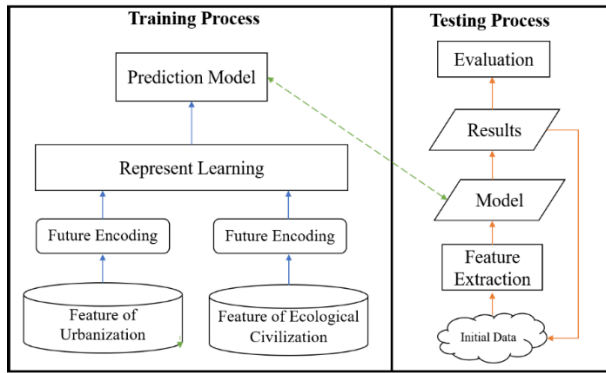 Training Process
Prediction Model
Represent Learning
Future Encoding
Future Encoding
Feature of
Urbanization
Feature of Ecological
Civilization
Testing Process
Evaluation
Results
Model
Feature
Extraction
Initial Data